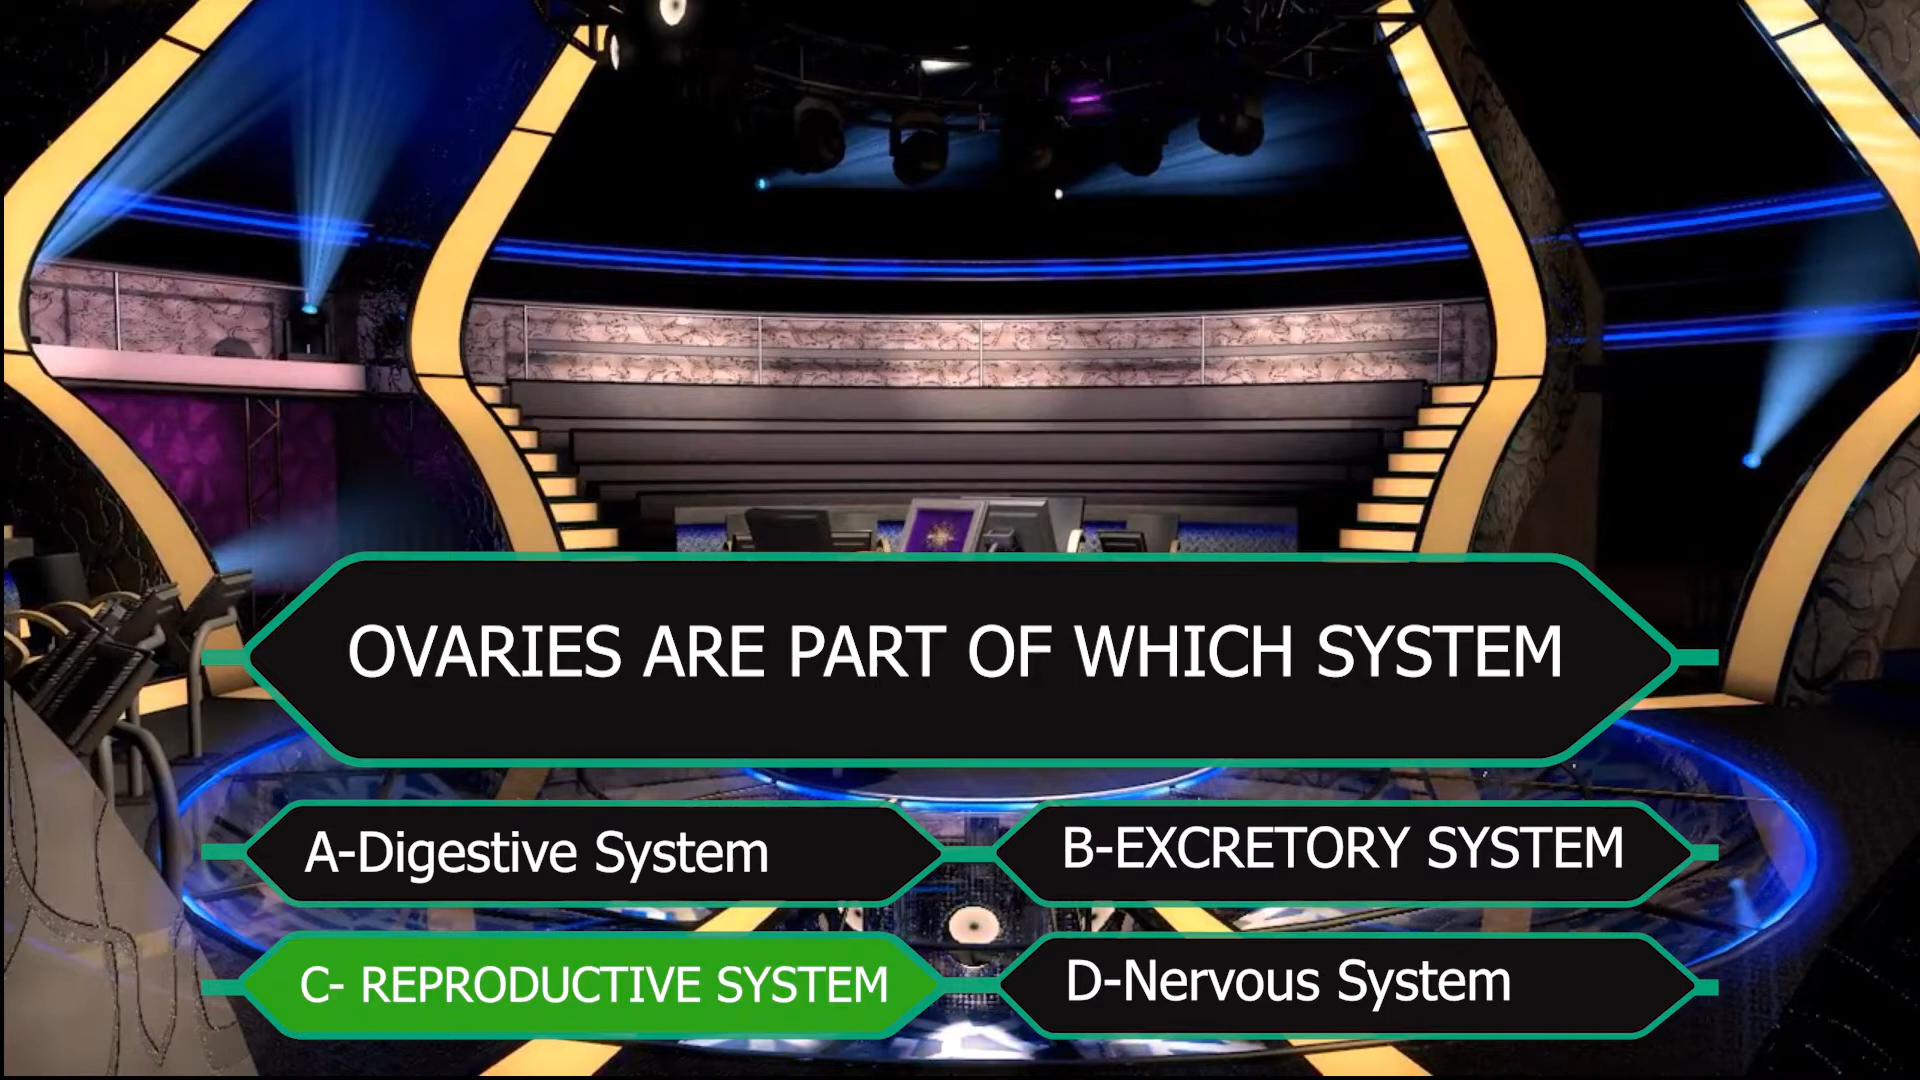 OVARIES ARE PART OF WHICH SYSTEM
A-Digestive System
B-EXCRETORY SYSTEM
C- REPRODUCTIVE SYSTEM
D-Nervous System